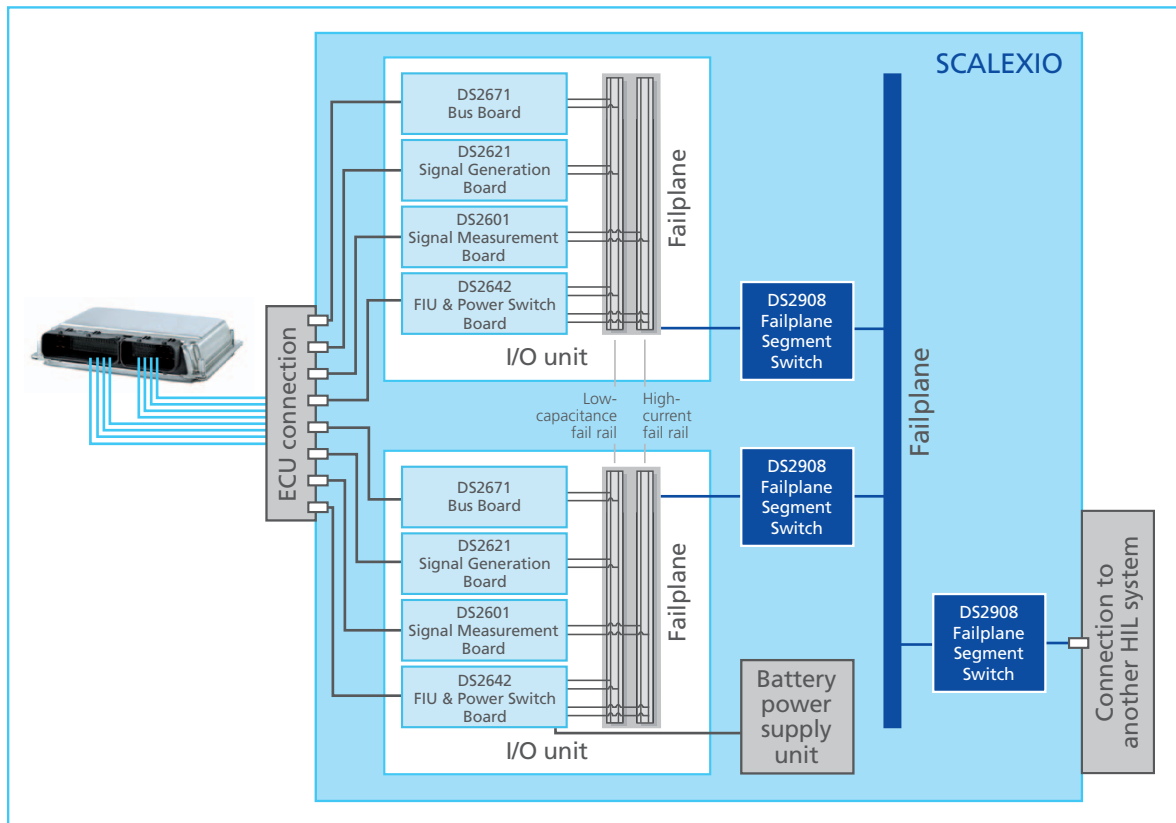 SCALEXIO
DS2671
Bus Board
DS2621
Signal Generation
Board
DS2601
Signal Measurement
Board
DS2642
FIU & Power Switch
Board
Failplane
I/O unit
DS2908
Failplane
Segment
Switch
ECU connection
Low-
capacitance
fail rail
High-
current
fail rail
Failplane
DS2671
Bus Board
DS2621
Signal Generation
Board
DS2601
Signal Measurement
Board
DS2642
FIU & Power Switch
Board
Failplane
I/O unit
DS2908
Failplane
Segment
Switch
Battery
power
supply
unit
DS2908
Failplane
Segment
Switch
Connection to
another HIL system